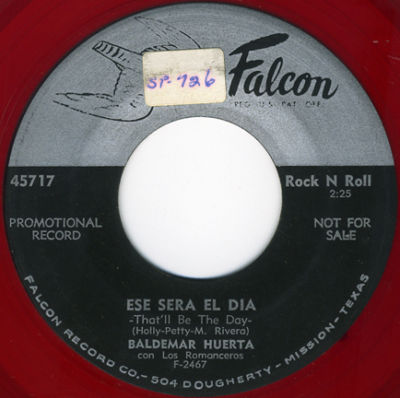 SP-726
Falcon
REG. U.S. PAT. OFF.
45717
Rock N Roll
2:25
PROMOTIONAL
RECORD
NOT FOR
SALE
ESE SERA EL DIA
-That'll Be The Day-
(Holly-Petty-M. Rivera)
BALDEMAR HUERTA
con Los Romanceros
F-2467
FALCON RECORD CO.-504 DOUGHERTY-MISSION-TEXAS